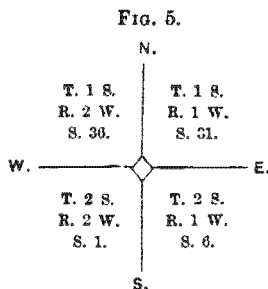 FIG. 5.
N.
T. 1 S. T. 1 S.
R. 2 W. R. 1 W.
S. 36. S. 31.
W. E.
T. 2 S. T. 2 S.
R. 2 W. R. 1 W.
S. 1. S. 6.
S.